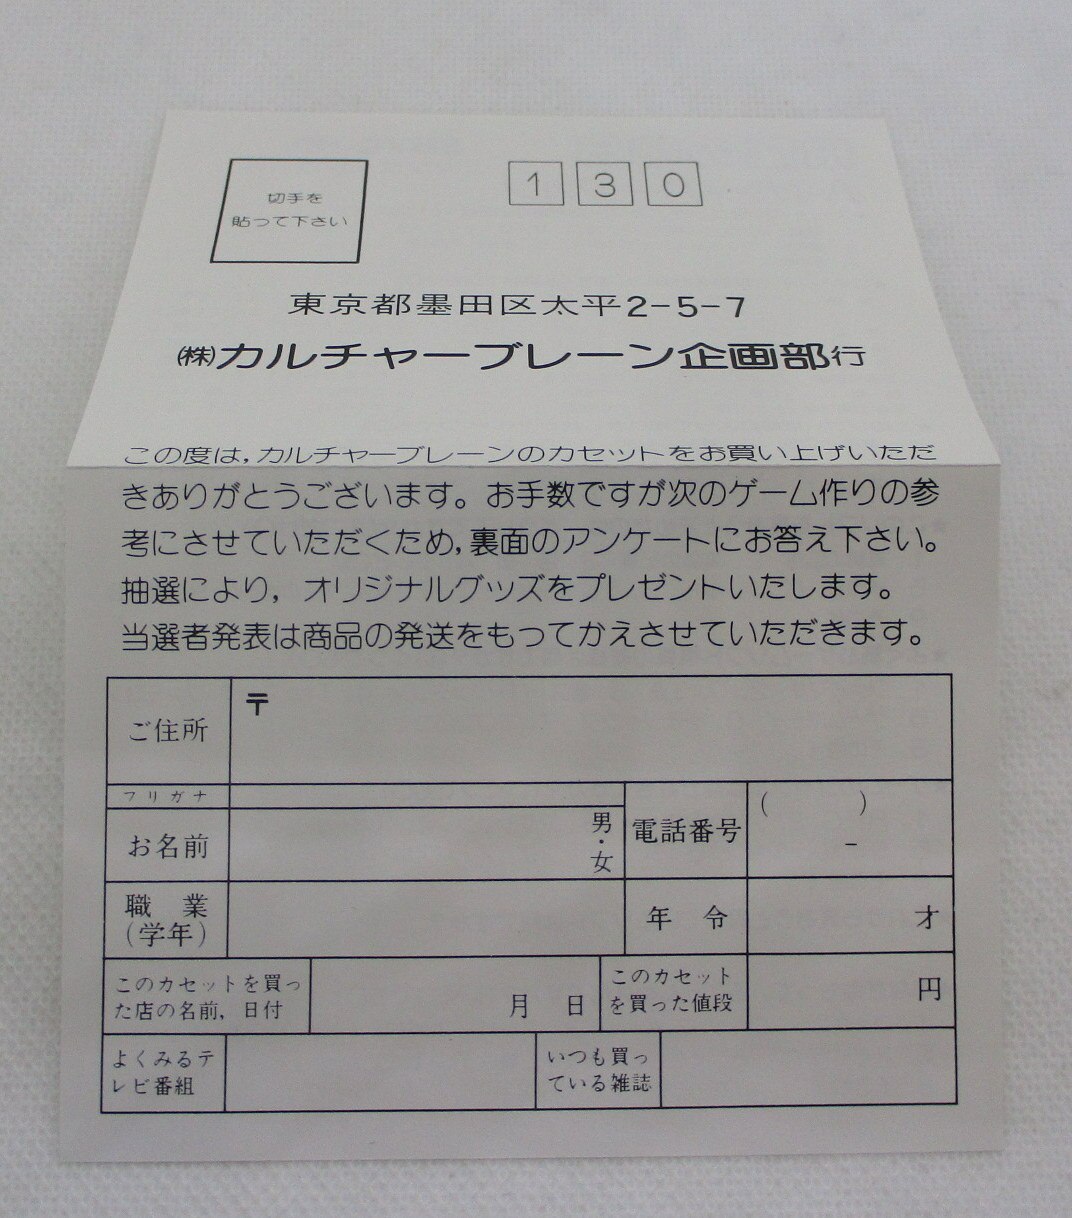 切手を
貼って下さい
130
東京都墨田区太平2-5-7
㈱カルチャーブレーン企画部行
この度は,カルチャーブレーンのカセットをお買い上げいただ
きありがとうございます。お手数ですが次のゲーム作りの参
考にさせていただくため,裏面のアンケートにお答え下さい。
抽選により,オリジナルグッズをプレゼントいたします。
当選者発表は商品の発送をもってかえさせていただきます。
ご住所
〒
フリガナ
お名前
男・女
電話番号
(　　)
－
職　業
(学年)
年　令
才
このカセットを買っ
た店の名前,日付
月　日
このカセット
を買った値段
円
よくみるテ
レビ番組
いつも買っ
ている雑誌